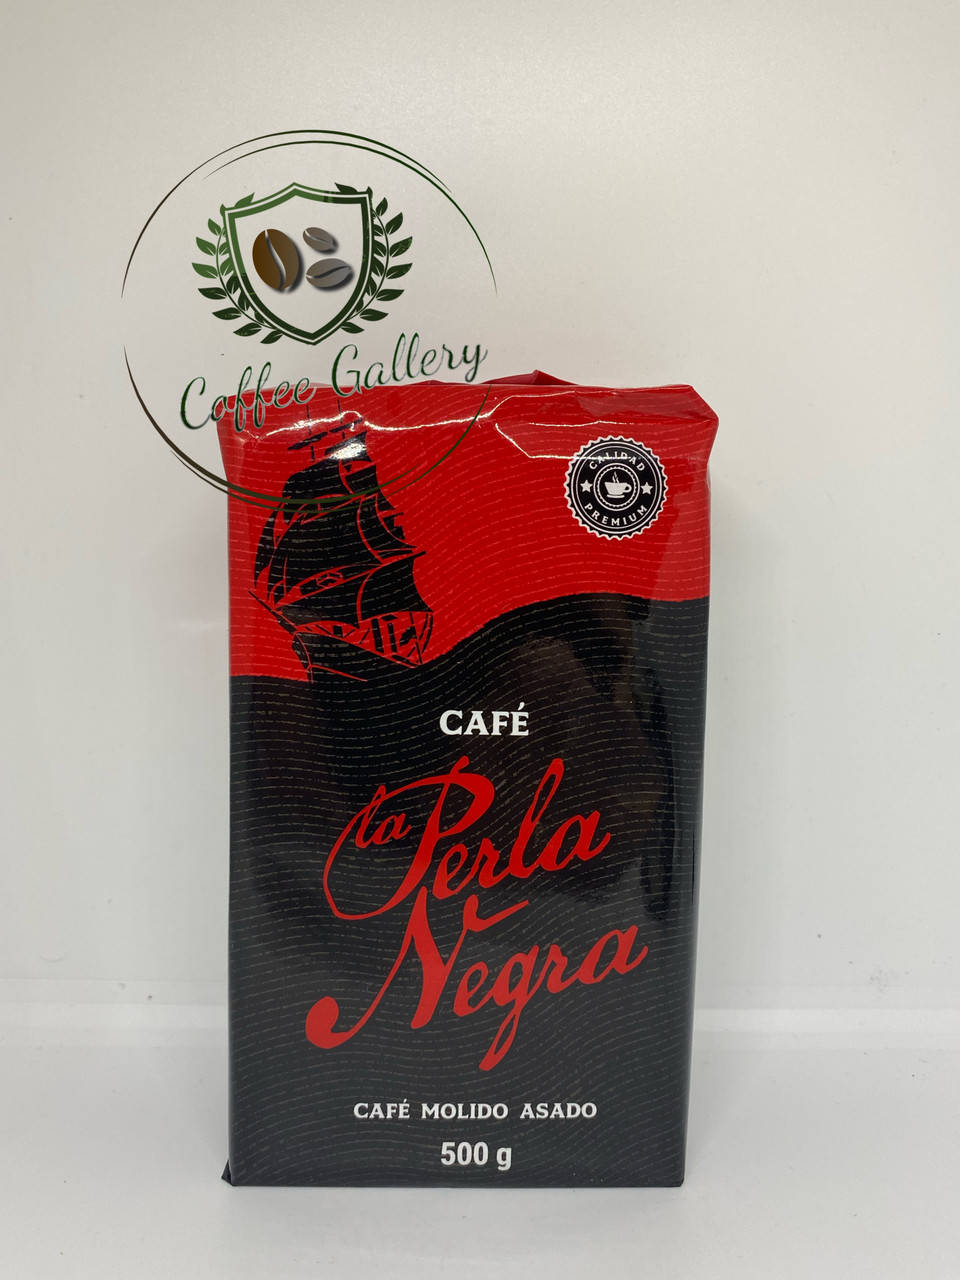 Coffee Gallery
CALIDAD
PREMIUM
CAFÉ
la Perla
Negra
CAFÉ MOLIDO ASADO
500 g